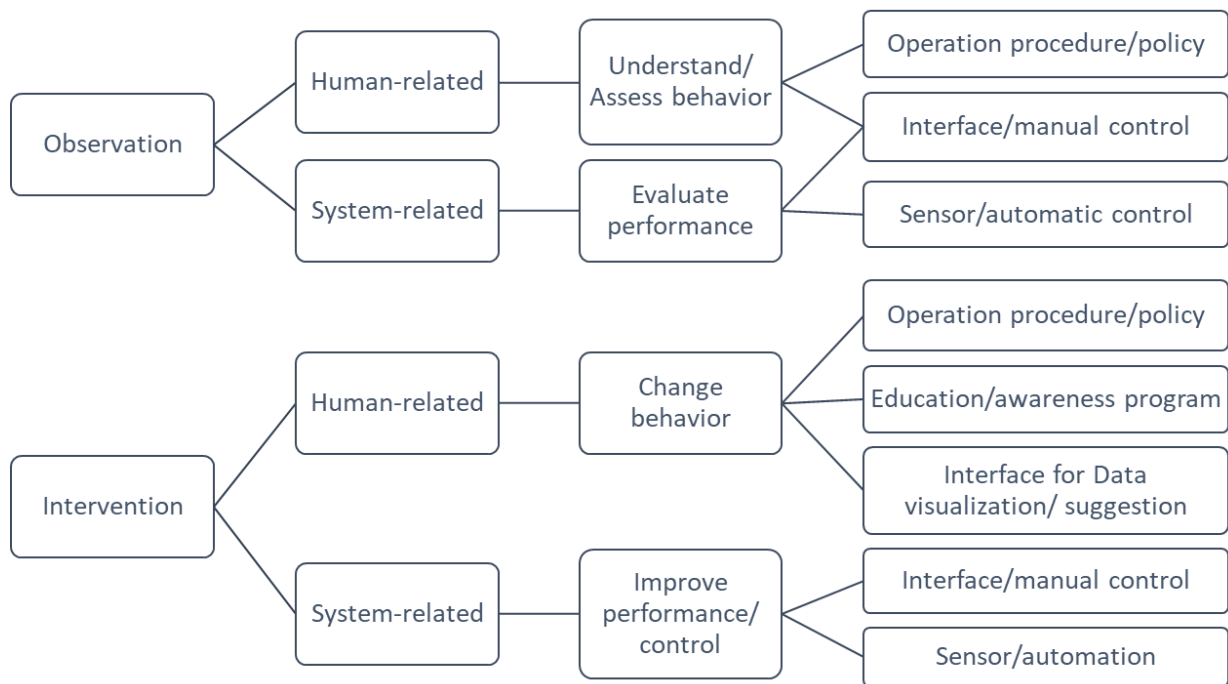 Observation
Human-related
System-related
Understand/
Assess behavior
Evaluate
performance
Operation procedure/policy
Interface/manual control
Sensor/automatic control
Intervention
Human-related
System-related
Change
behavior
Improve
performance/
control
Operation procedure/policy
Education/awareness program
Interface for Data
visualization/ suggestion
Interface/manual control
Sensor/automation